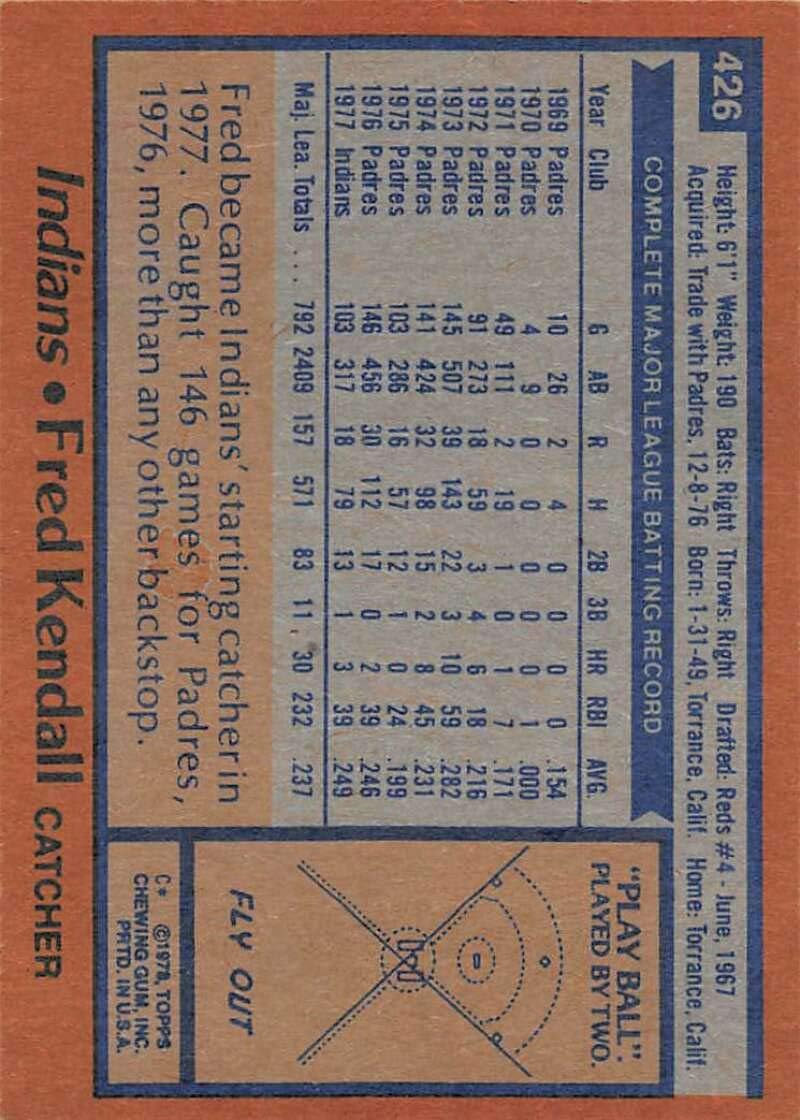 426
Height: 6'1" Weight: 190 Bats: Right Throws: Right Drafted: Reds #4 - June, 1967
Acquired: Trade with Padres, 12-8-76 Born: 1-31-49, Torrance, Calif. Home: Torrance, Calif.
COMPLETE MAJOR LEAGUE BATTING RECORD
Year Club G AB R H 2B 3B HR RBI AVG.
1969 Padres 10 26 2 4 0 0 0 0 .154
1970 Padres 4 9 0 0 0 0 0 1 .000
1971 Padres 49 111 2 19 1 0 1 7 .171
1972 Padres 91 273 18 59 3 4 6 18 .216
1973 Padres 145 507 39 143 22 3 10 59 .282
1974 Padres 141 424 32 98 15 2 8 45 .231
1975 Padres 103 286 16 57 12 1 0 24 .199
1976 Padres 146 456 30 112 17 0 2 39 .246
1977 Indians 103 317 18 79 13 1 3 39 .249
Maj. Lea. Totals ... 792 2409 157 571 83 11 30 232 .237
Fred became Indians' starting catcher in
1977. Caught 146 games for Padres,
1976, more than any other backstop.
"PLAY BALL".
PLAYED BY TWO.
FLY OUT
C* ©1978, TOPPS
CHEWING GUM, INC.
PRTD. IN U.S.A.
Indians • Fred Kendall CATCHER